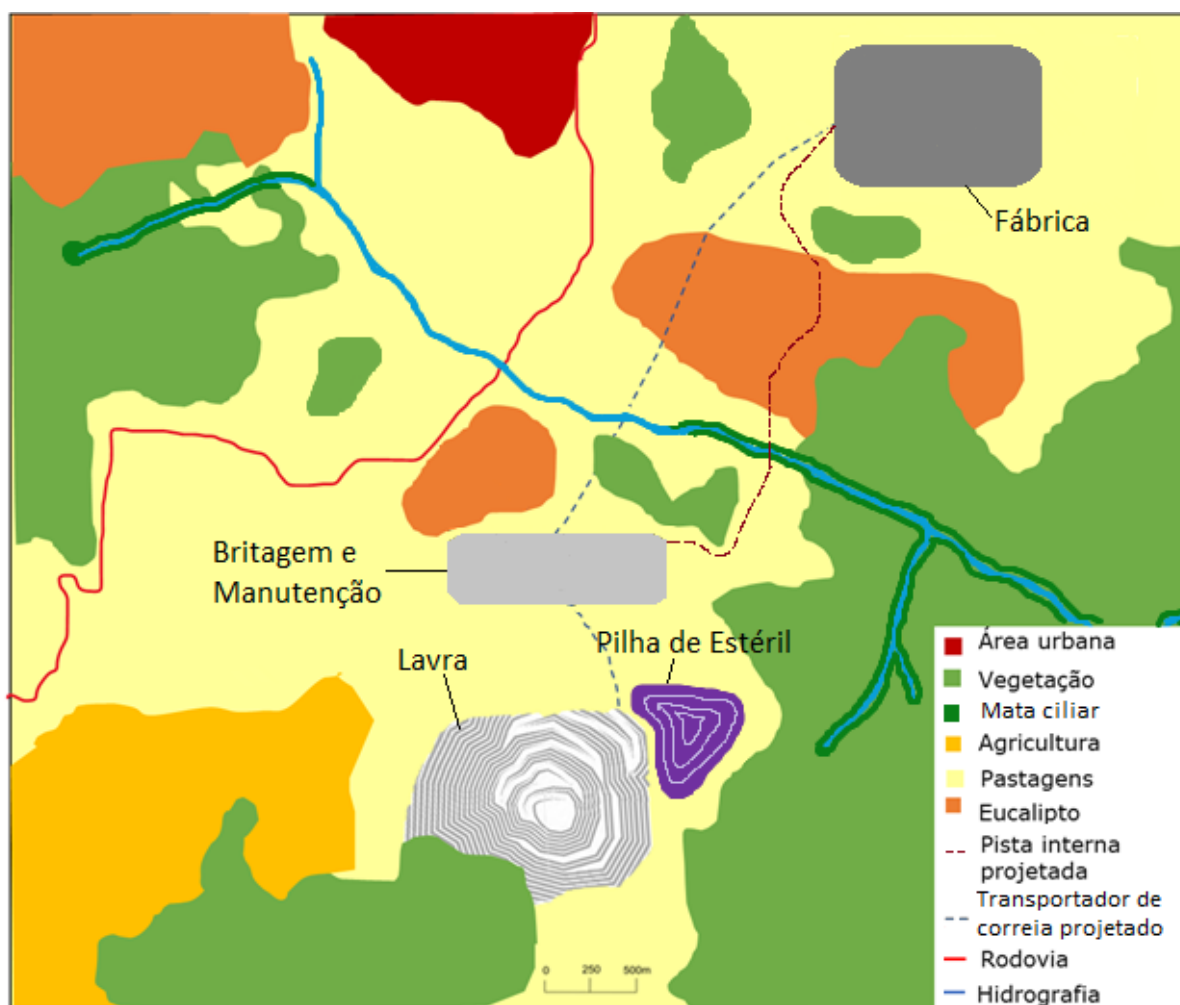 Fábrica
Britagem e
Manutenção
Pilha de Estéril
Lavra
Área urbana
Vegetação
Mata ciliar
Agricultura
Pastagens
Eucalipto
Pista interna
projetada
Transportador de
correia projetado
Rodovia
Hidrografia
0 250 500m